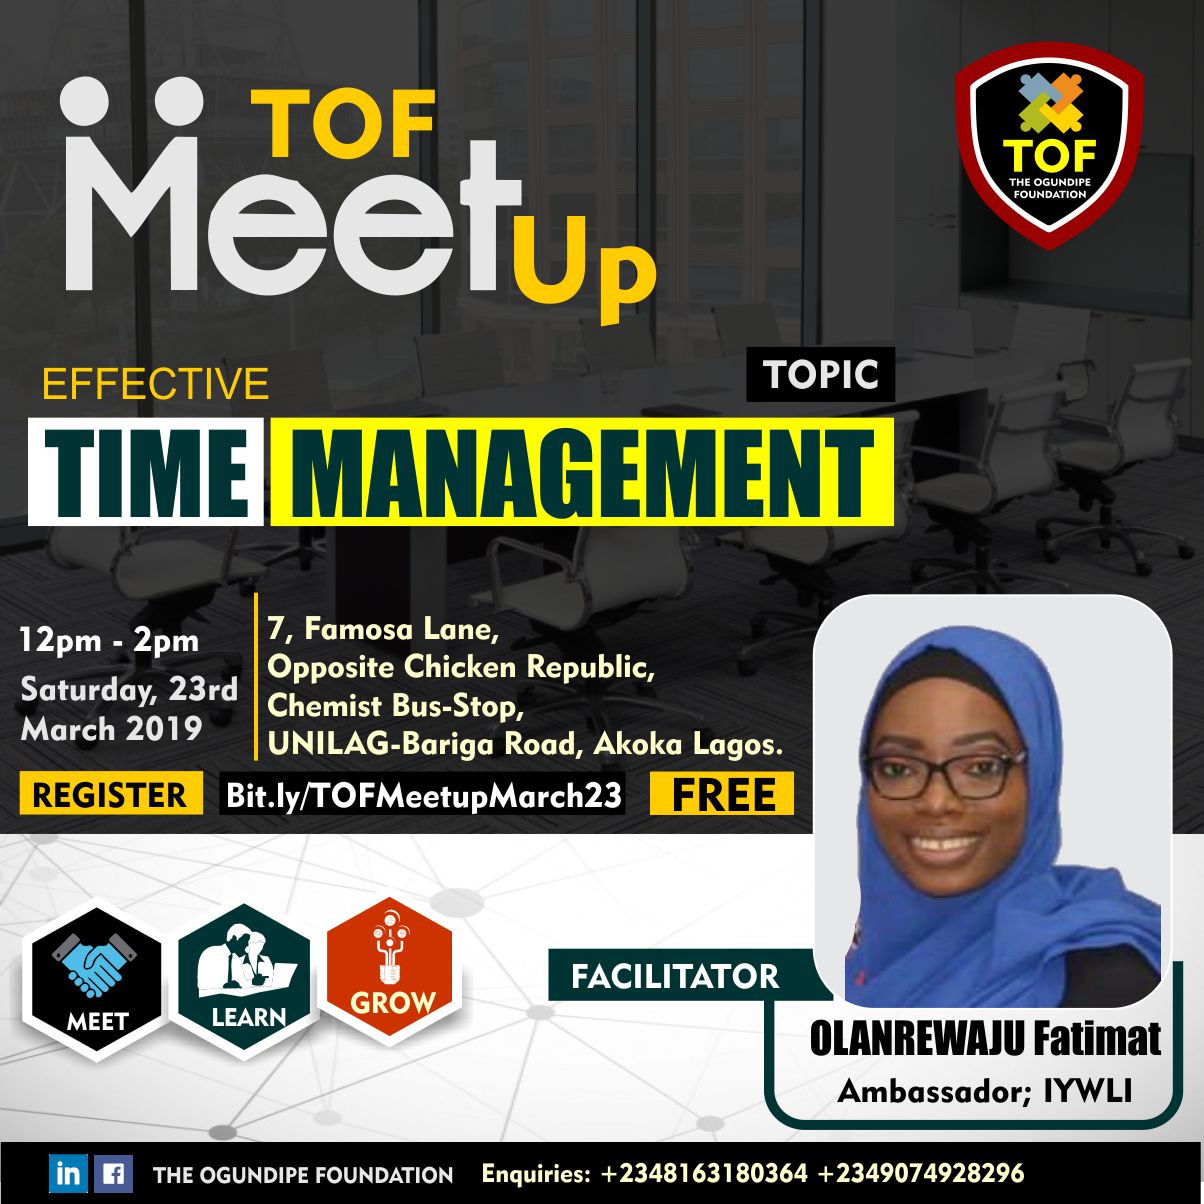 TOF
MeetUp
TOF
THE OGUNDIPE
FOUNDATION
TOPIC
EFFECTIVE
TIME MANAGEMENT
12pm - 2pm
Saturday, 23rd
March 2019
7, Famosa Lane,
Opposite Chicken Republic,
Chemist Bus-Stop,
UNILAG-Bariga Road, Akoka Lagos.
REGISTER Bit.ly/TOFMeetupMarch23 FREE
MEET
LEARN
GROW
FACILITATOR
OLANREWAJU Fatimat
Ambassador; IYWLI
in f THE OGUNDIPE FOUNDATION Enquiries: +2348163180364 +2349074928296